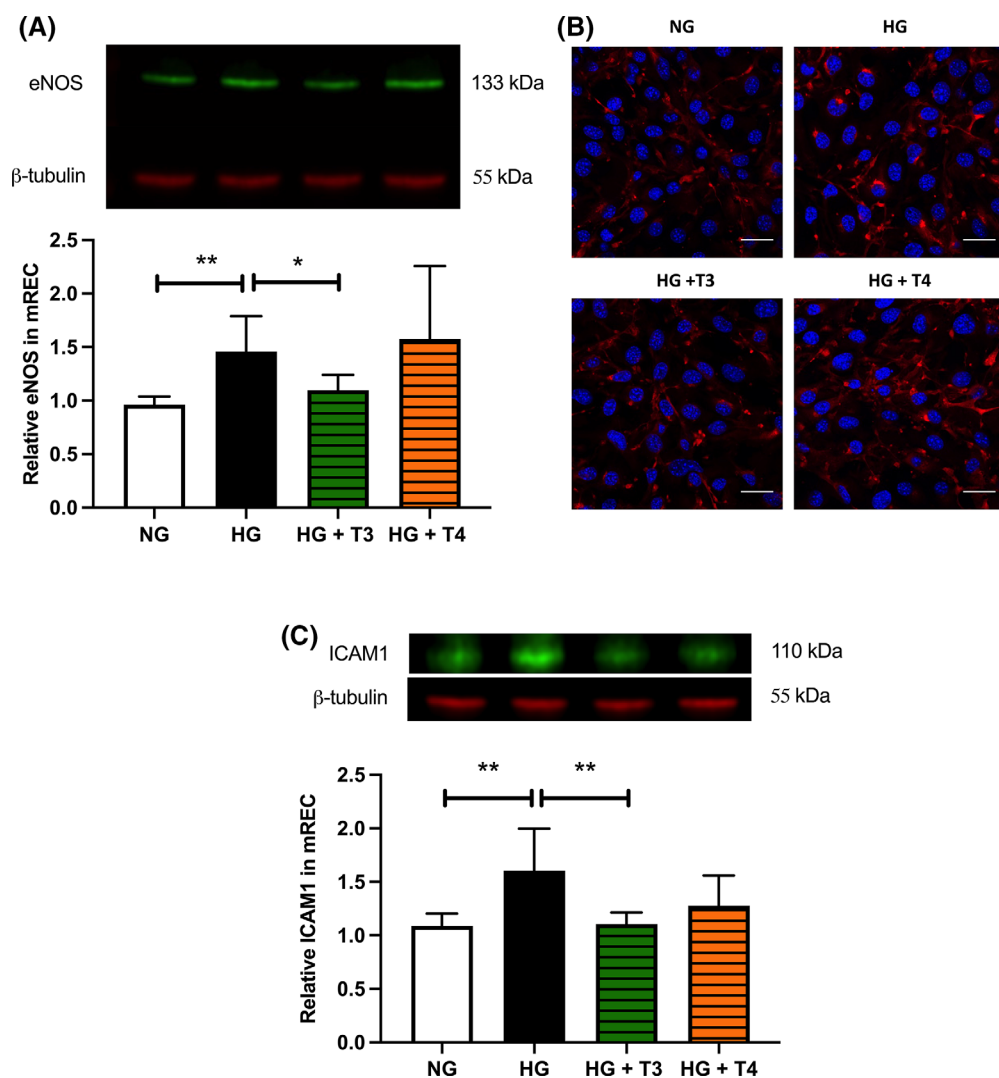 (A)
eNOS
133 kDa
β-tubulin
55 kDa
Relative eNOS in mREC
2.5
2.0
1.5
1.0
0.5
0.0
**
*
NG
HG
HG + T3
HG + T4
(B)
NG
HG
HG +T3
HG + T4
(C)
ICAM1
110 kDa
β-tubulin
55 kDa
Relative ICAM1 in mREC
2.5
2.0
1.5
1.0
0.5
0.0
**
**
NG
HG
HG + T3
HG + T4